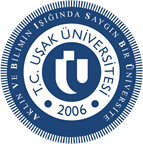 AKLIN VE BİLİMİN IŞIĞINDA SAYGIN BİR ÜNİVERSİTE
T.C. UŞAK ÜNİVERSİTESİ
2006